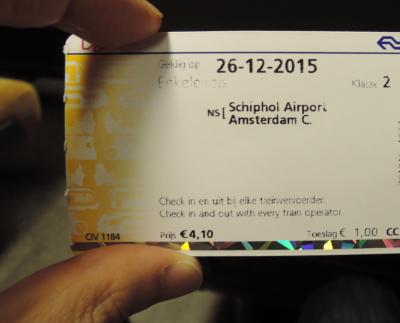 Geldig op 26-12-2015
Enkele reis Klasse 2
NS Schiphol Airport
Amsterdam C.
Check in en uit bij elke treinvervoerder.
Check in and out with every train operator.
CIV 1184 Prijs €4,10 Toeslag € 1,00 CC